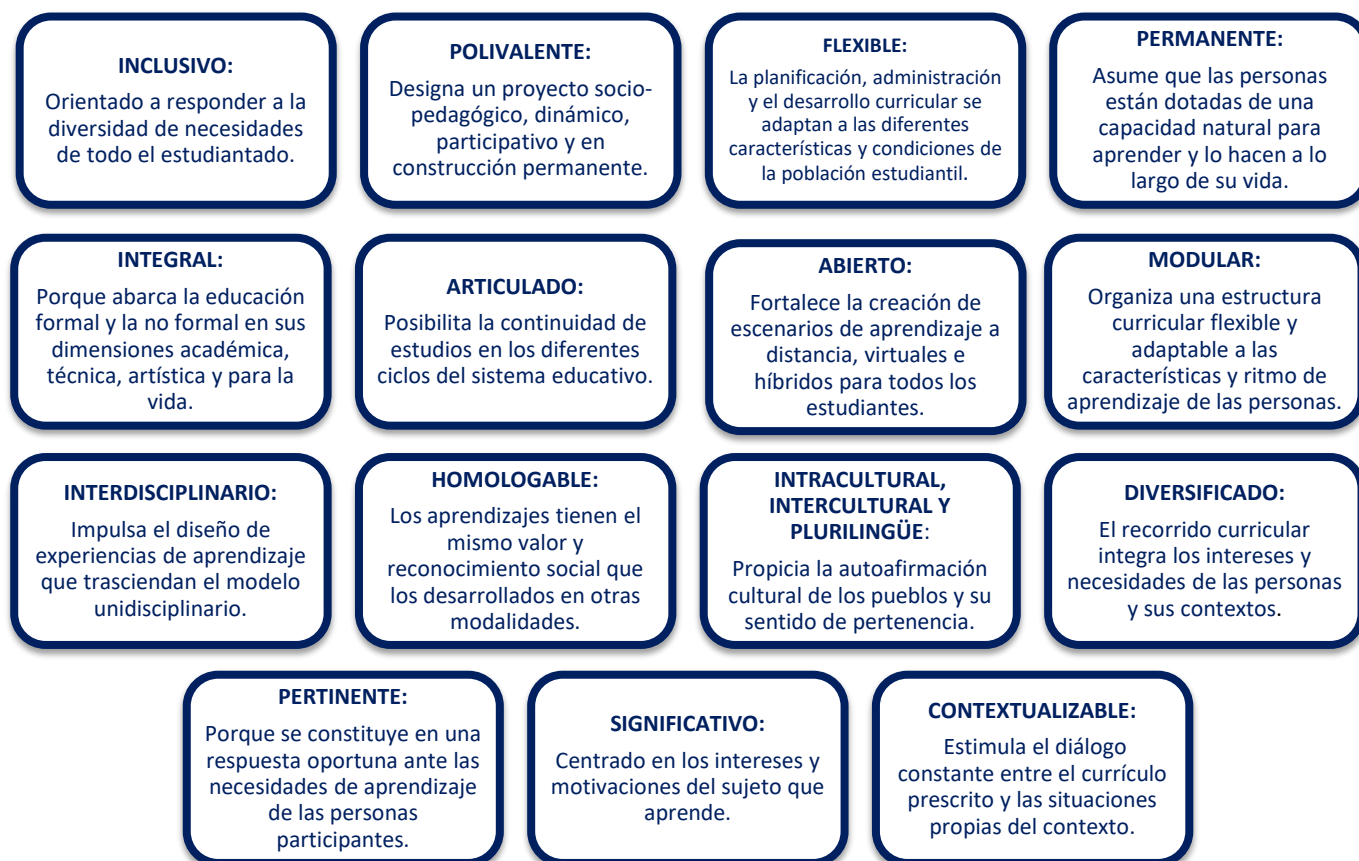 INCLUSIVO:
Orientado a responder a la
diversidad de necesidades
de todo el estudiantado.
POLIVALENTE:
Designa un proyecto socio-
pedagógico, dinámico,
participativo y en
construcción permanente.
FLEXIBLE:
La planificación, administración
y el desarrollo curricular se
adaptan a las diferentes
características y condiciones de
la población estudiantil.
PERMANENTE:
Asume que las personas
están dotadas de una
capacidad natural para
aprender y lo hacen a lo
largo de su vida.
INTEGRAL:
Porque abarca la educación
formal y la no formal en sus
dimensiones académica,
técnica, artística y para la
vida.
ARTICULADO:
Posibilita la continuidad de
estudios en los diferentes
ciclos del sistema educativo.
ABIERTO:
Fortalece la creación de
escenarios de aprendizaje a
distancia, virtuales e
híbridos para todos los
estudiantes.
MODULAR:
Organiza una estructura
curricular flexible y
adaptable a las
características y ritmo de
aprendizaje de las personas.
INTERDISCIPLINARIO:
Impulsa el diseño de
experiencias de aprendizaje
que trasciendan el modelo
unidisciplinario.
HOMOLOGABLE:
Los aprendizajes tienen el
mismo valor y
reconocimiento social que
los desarrollados en otras
modalidades.
INTRACULTURAL,
INTERCULTURAL Y
PLURILINGÜE:
Propicia la autoafirmación
cultural de los pueblos y su
sentido de pertenencia.
DIVERSIFICADO:
El recorrido curricular
integra los intereses y
necesidades de las personas
y sus contextos.
PERTINENTE:
Porque se constituye en una
respuesta oportuna ante las
necesidades de aprendizaje
de las personas
participantes.
SIGNIFICATIVO:
Centrado en los intereses y
motivaciones del sujeto que
aprende.
CONTEXTUALIZABLE:
Estimula el diálogo
constante entre el currículo
prescrito y las situaciones
propias del contexto.